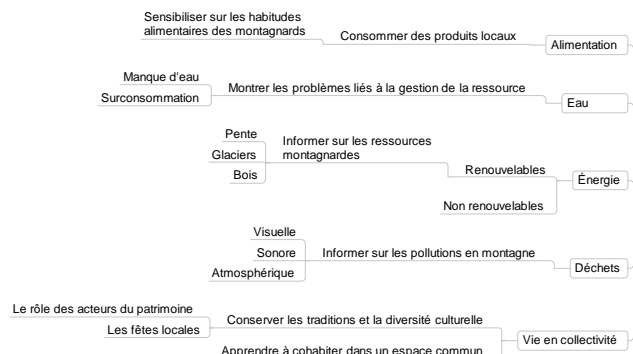 Sensibiliser sur les habitudes
alimentaires des montagnards
Consommer des produits locaux
Alimentation
Manque d'eau
Surconsommation
Montrer les problèmes liés à la gestion de la ressource
Eau
Pente
Glaciers
Bois
Informer sur les ressources
montagnardes
Renouvelables
Non renouvelables
Énergie
Visuelle
Sonore
Atmosphérique
Informer sur les pollutions en montagne
Déchets
Le rôle des acteurs du patrimoine
Les fêtes locales
Conserver les traditions et la diversité culturelle
Apprendre à cohabiter dans un espace commun
Vie en collectivité